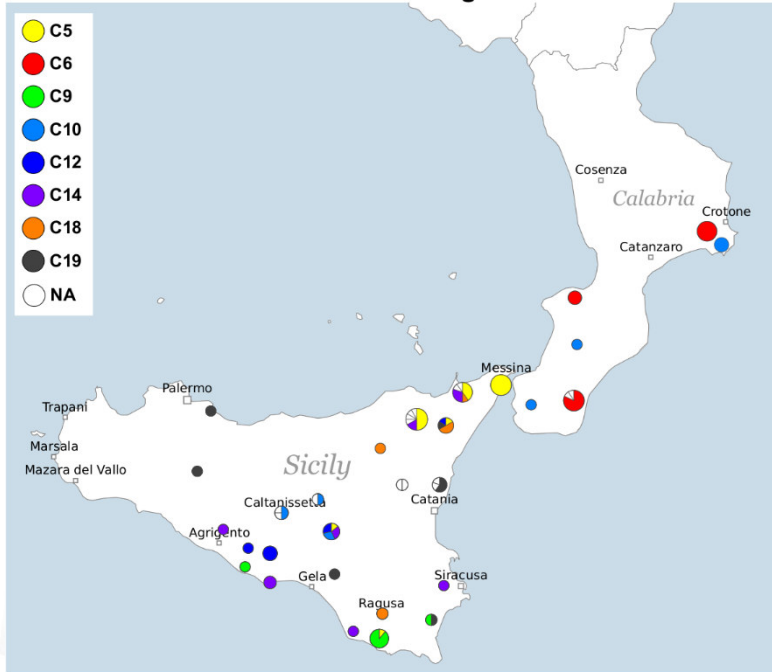 C5
C6
C9
C10
C12
C14
C18
C19
NA
Cosenza
Calabria
Crotone
Catanzaro
Messina
Palermo
Trapani
Marsala
Mazara del Vallo
Sicily
Caltanissetta
Catania
Agrigento
Gela
Siracusa
Ragusa